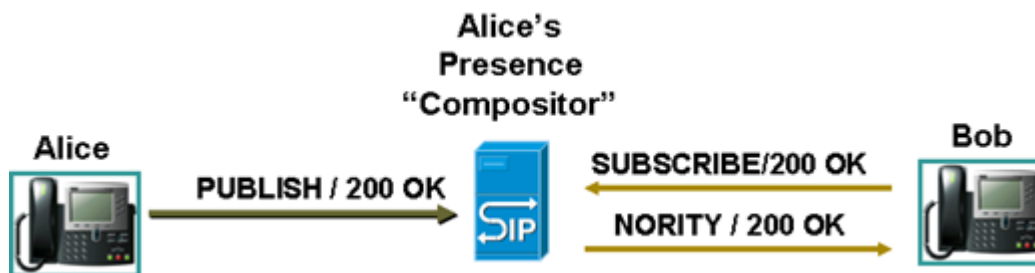 Alice's
Presence
“Compositor”
Alice
Bob
PUBLISH / 200 OK
SUBSCRIBE/200 OK
SIP
NORITY / 200 OK